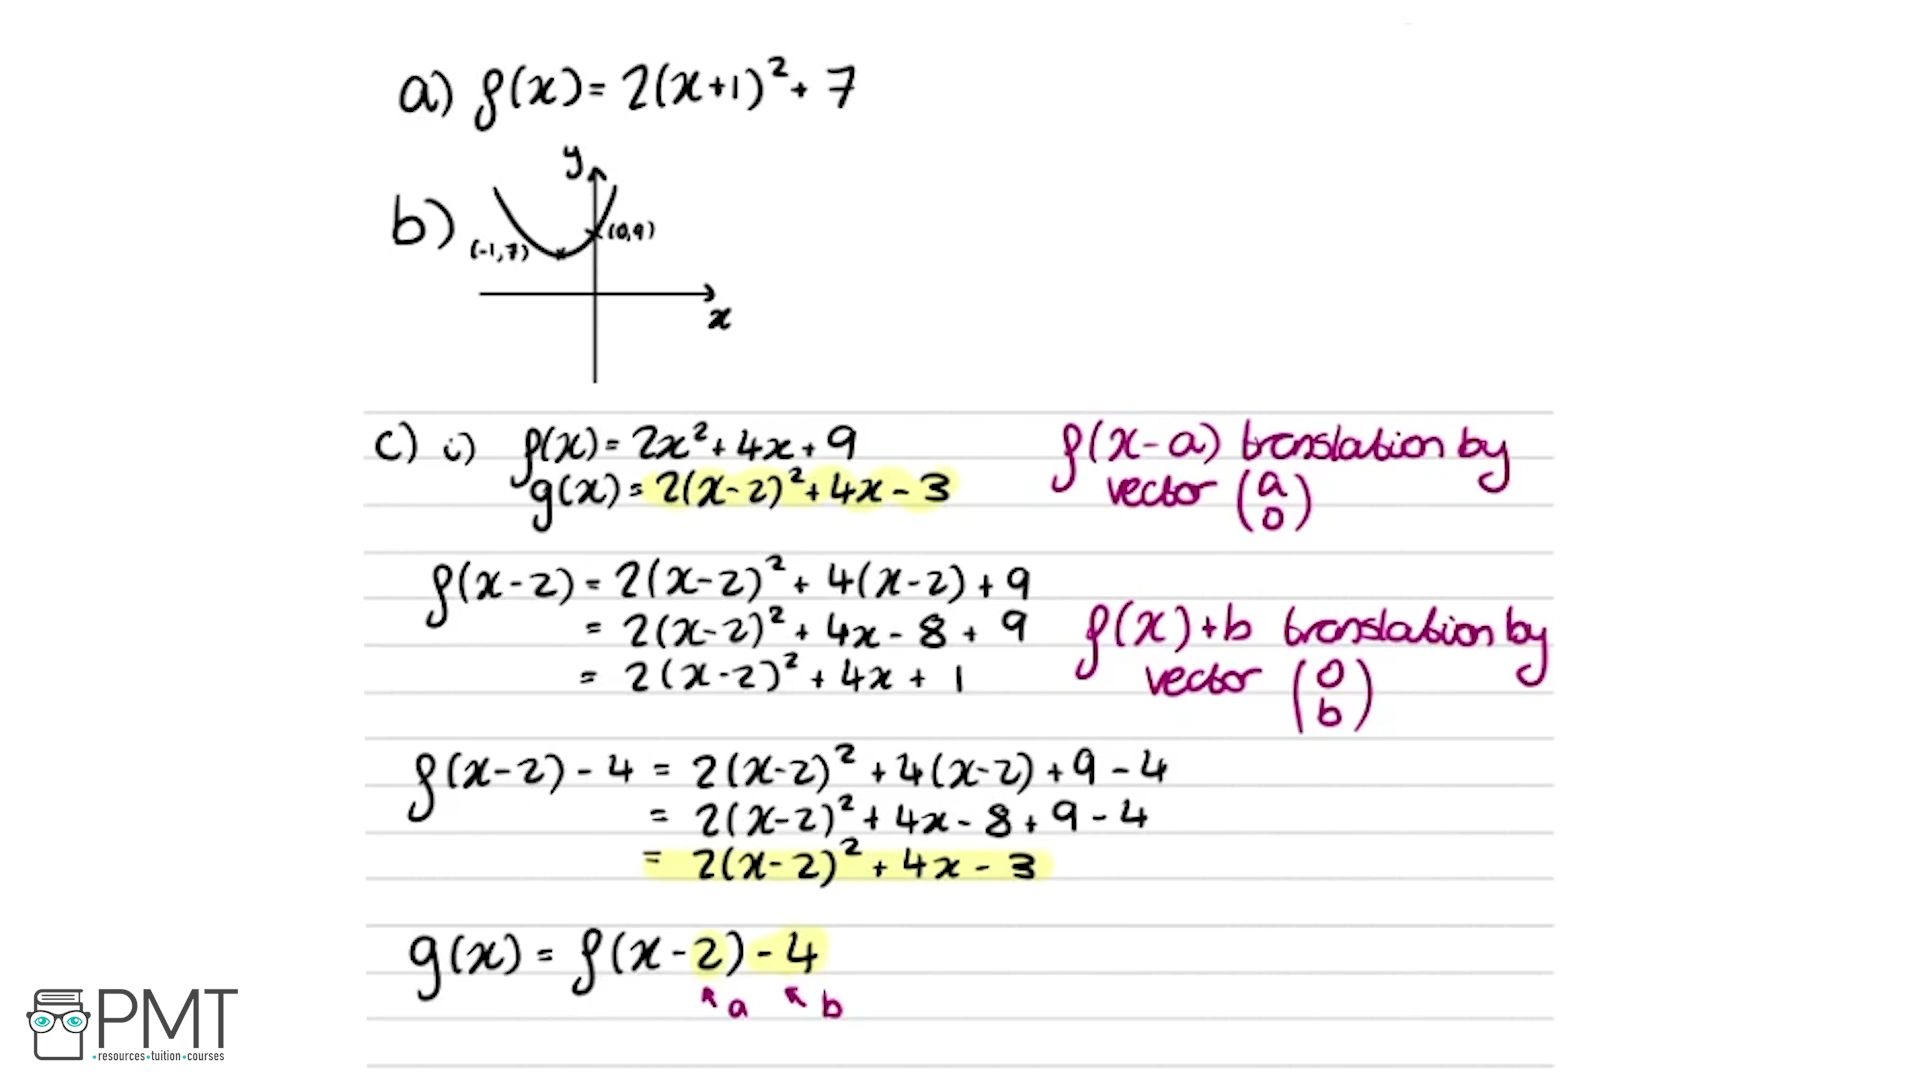 a) f(x) = 2(x+1)² + 7
b)
y
(0,9)
(-1,7)
x
c) i) f(x) = 2x² + 4x + 9
g(x) = 2(x-2)² + 4x - 3
f(x-a) translation by
vector (a 0)
f(x-2) = 2(x-2)² + 4(x-2) + 9
= 2(x-2)² + 4x - 8 + 9
= 2(x-2)² + 4x + 1
f(x)+b translation by
vector (0 b)
f(x-2) - 4 = 2(x-2)² + 4(x-2) + 9 - 4
= 2(x-2)² + 4x - 8 + 9 - 4
= 2(x-2)² + 4x - 3
g(x) = f(x-2) - 4
a b
PMT
•resources•tuition•courses